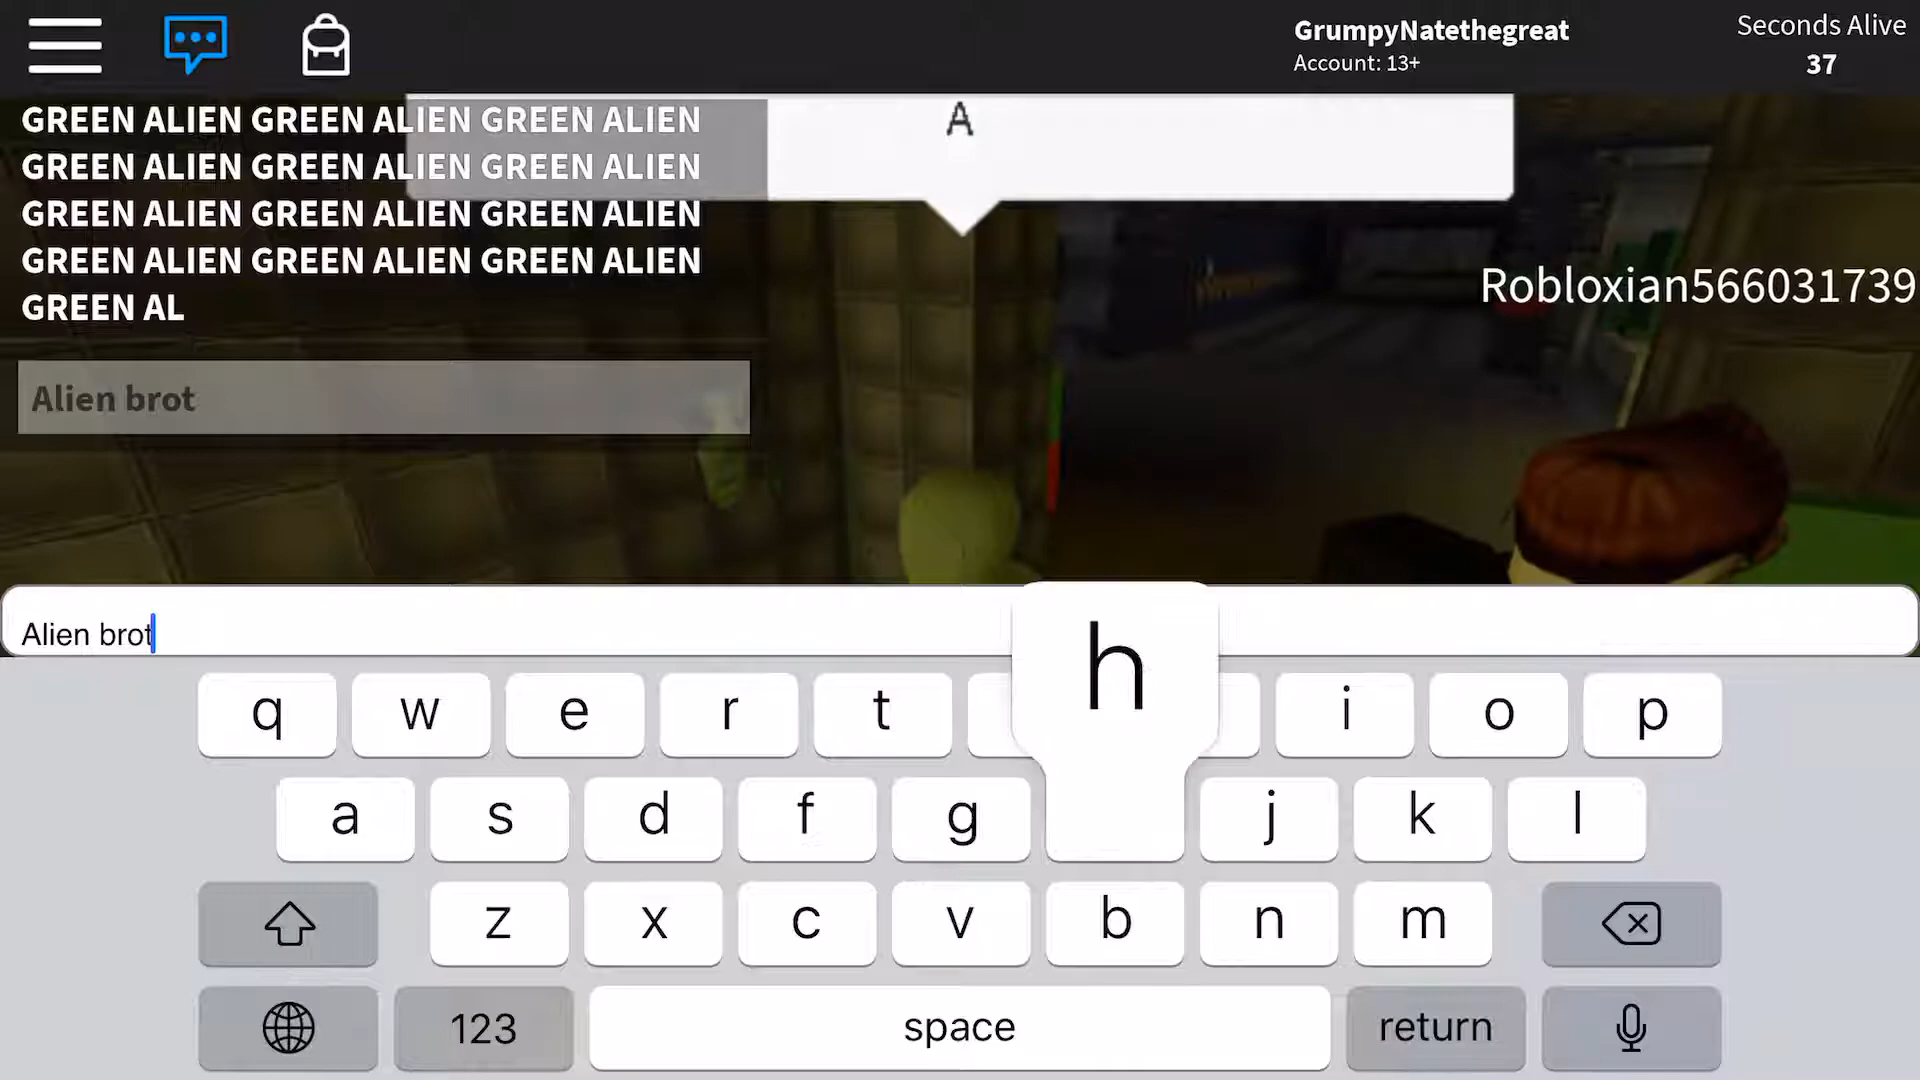 GrumpyNatethegreat
Account: 13+
Seconds Alive
37
GREEN ALIEN GREEN ALIEN GREEN ALIEN
GREEN ALIEN GREEN ALIEN GREEN ALIEN
GREEN ALIEN GREEN ALIEN GREEN ALIEN
GREEN ALIEN GREEN ALIEN GREEN ALIEN
GREEN AL
A
Robloxian566031739
Alien brot
Alien brot
h
q w e r t i o p
a s d f g j k l
z x c v b n m
123 space return